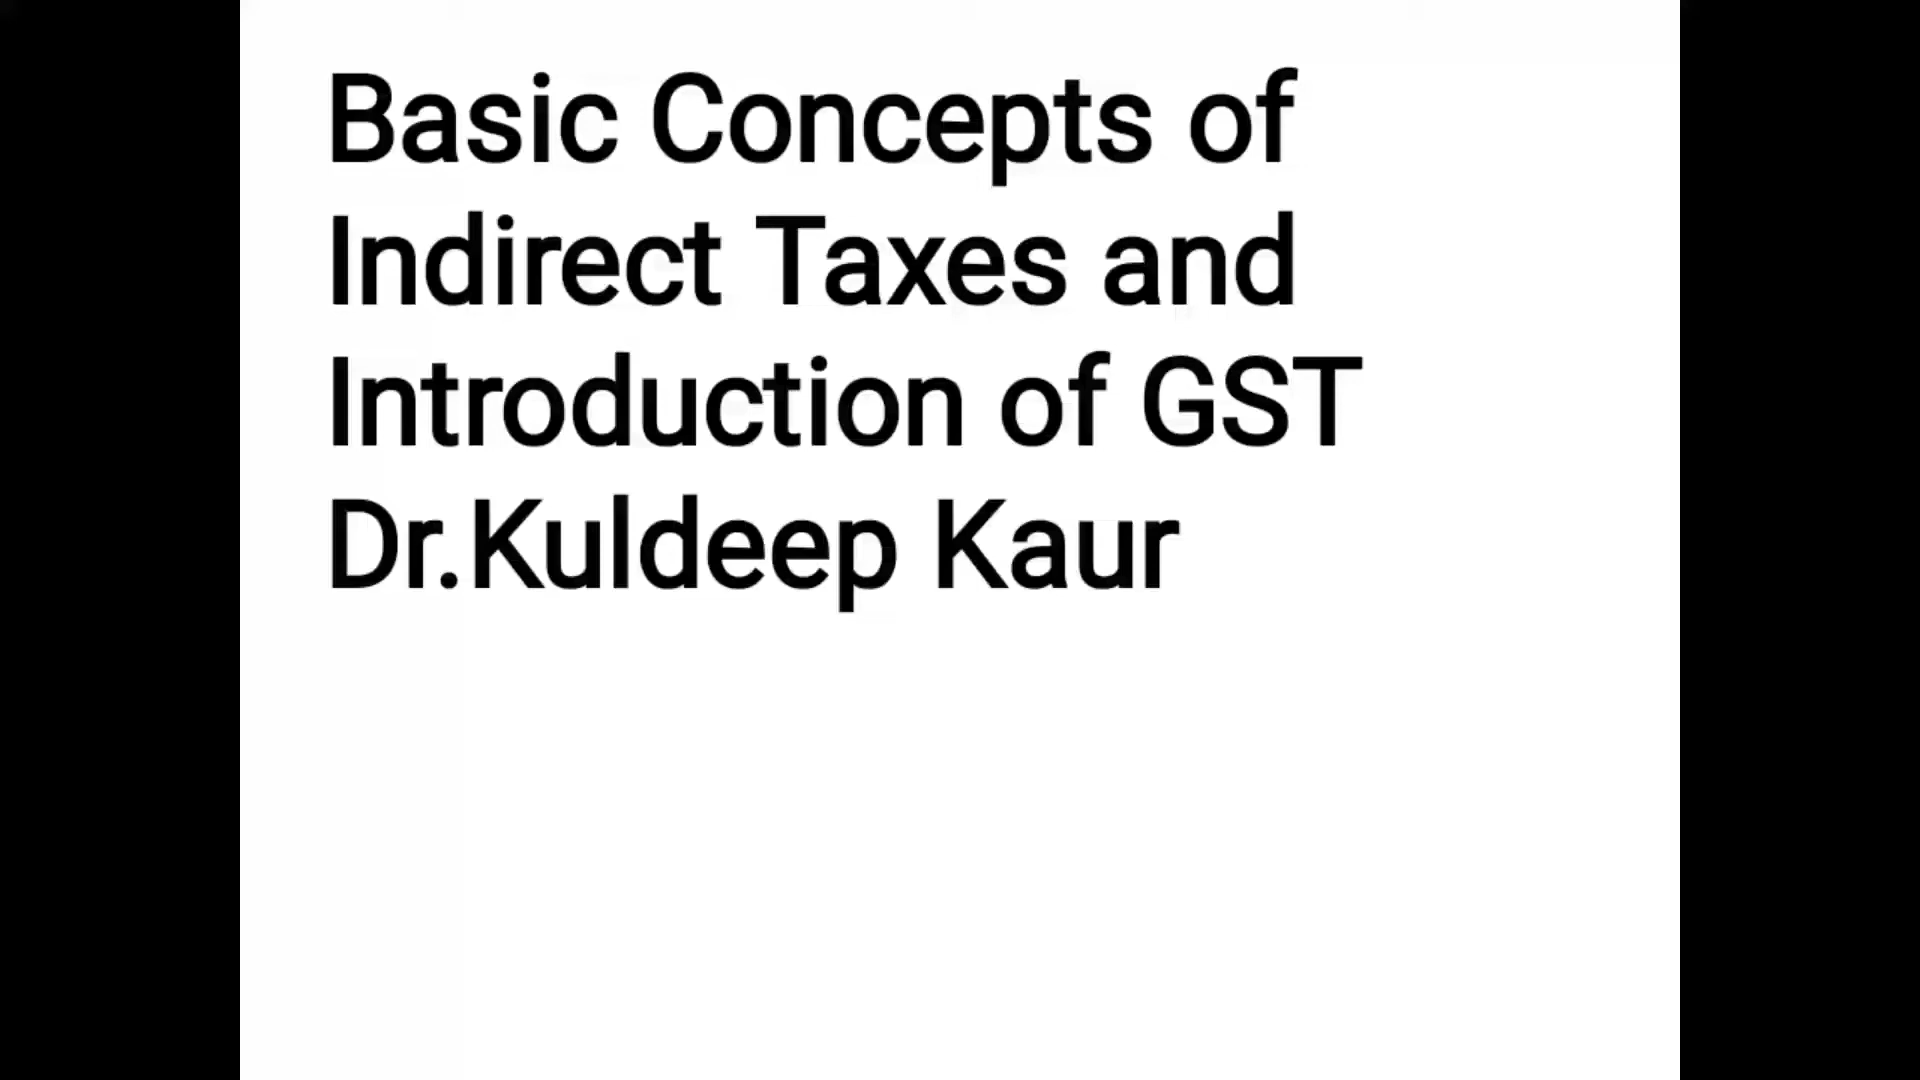 Basic Concepts of
Indirect Taxes and
Introduction of GST
Dr.Kuldeep Kaur